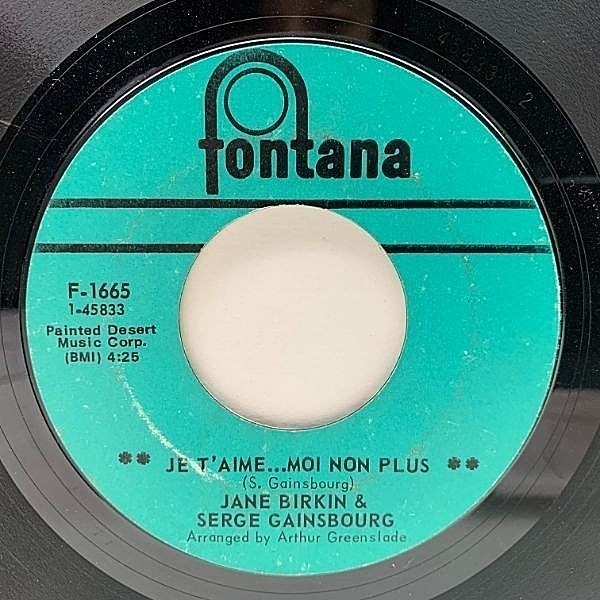 fontana
F-1665
1-45833
Painted Desert
Music Corp.
(BMI) 4:25
** JE T'AIME...MOI NON PLUS **
(S. Gainsbourg)
JANE BIRKIN &
SERGE GAINSBOURG
Arranged by Arthur Greenslade